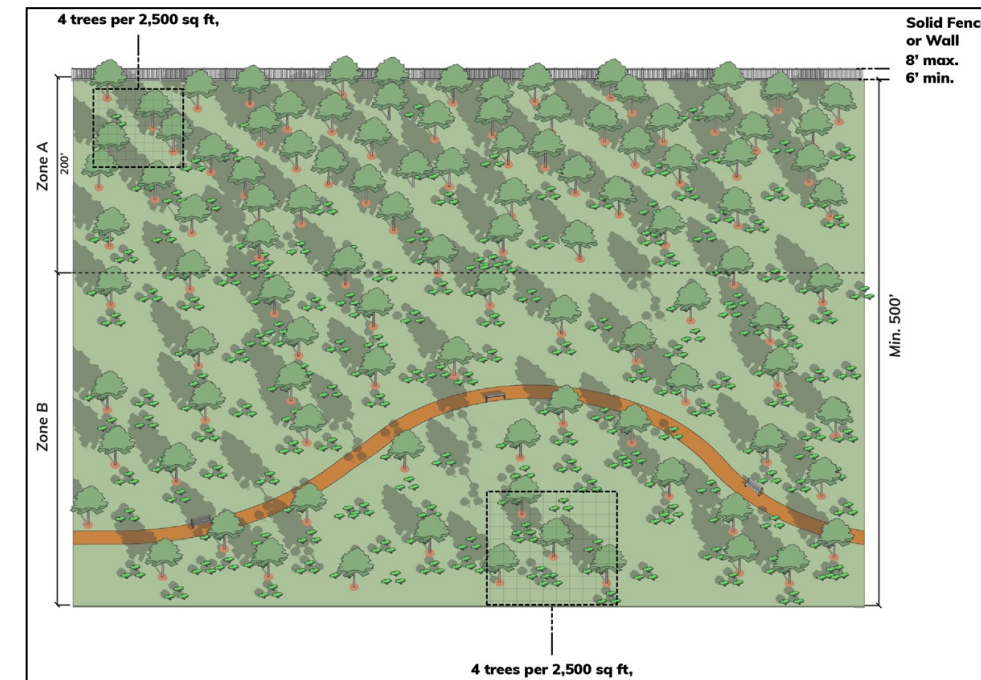 4 trees per 2,500 sq ft,
Solid Fence
or Wall
8’ max.
6’ min.
Zone A
200’
Min. 500’
Zone B
4 trees per 2,500 sq ft,